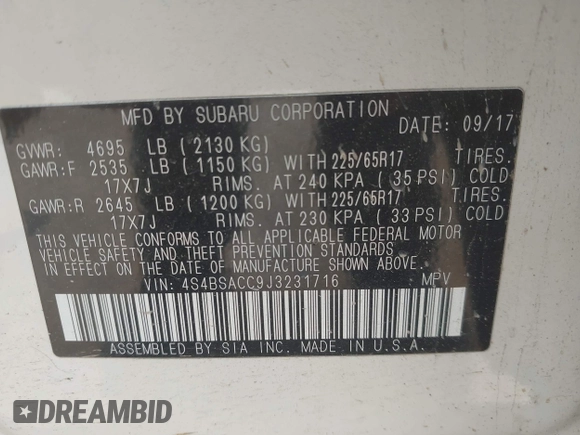 MFD BY SUBARU CORPORATION
DATE: 09/17
GVWR: 4695 LB ( 2130 KG)
GAWR:F 2535 LB ( 1150 KG) WITH 225/65R17 TIRES.
17X7J RIMS. AT 240 KPA ( 35 PSI) COLD
GAWR:R 2645 LB ( 1200 KG) WITH 225/65R17 TIRES.
17X7J RIMS. AT 230 KPA ( 33 PSI) COLD
THIS VEHICLE CONFORMS TO ALL APPLICABLE FEDERAL MOTOR
VEHICLE SAFETY AND THEFT PREVENTION STANDARDS
IN EFFECT ON THE DATE OF MANUFACTURE SHOWN ABOVE.
VIN: 4S4BSACC9J3231716 MPV
ASSEMBLED BY SIA INC. MADE IN U.S.A.
DREAMBID